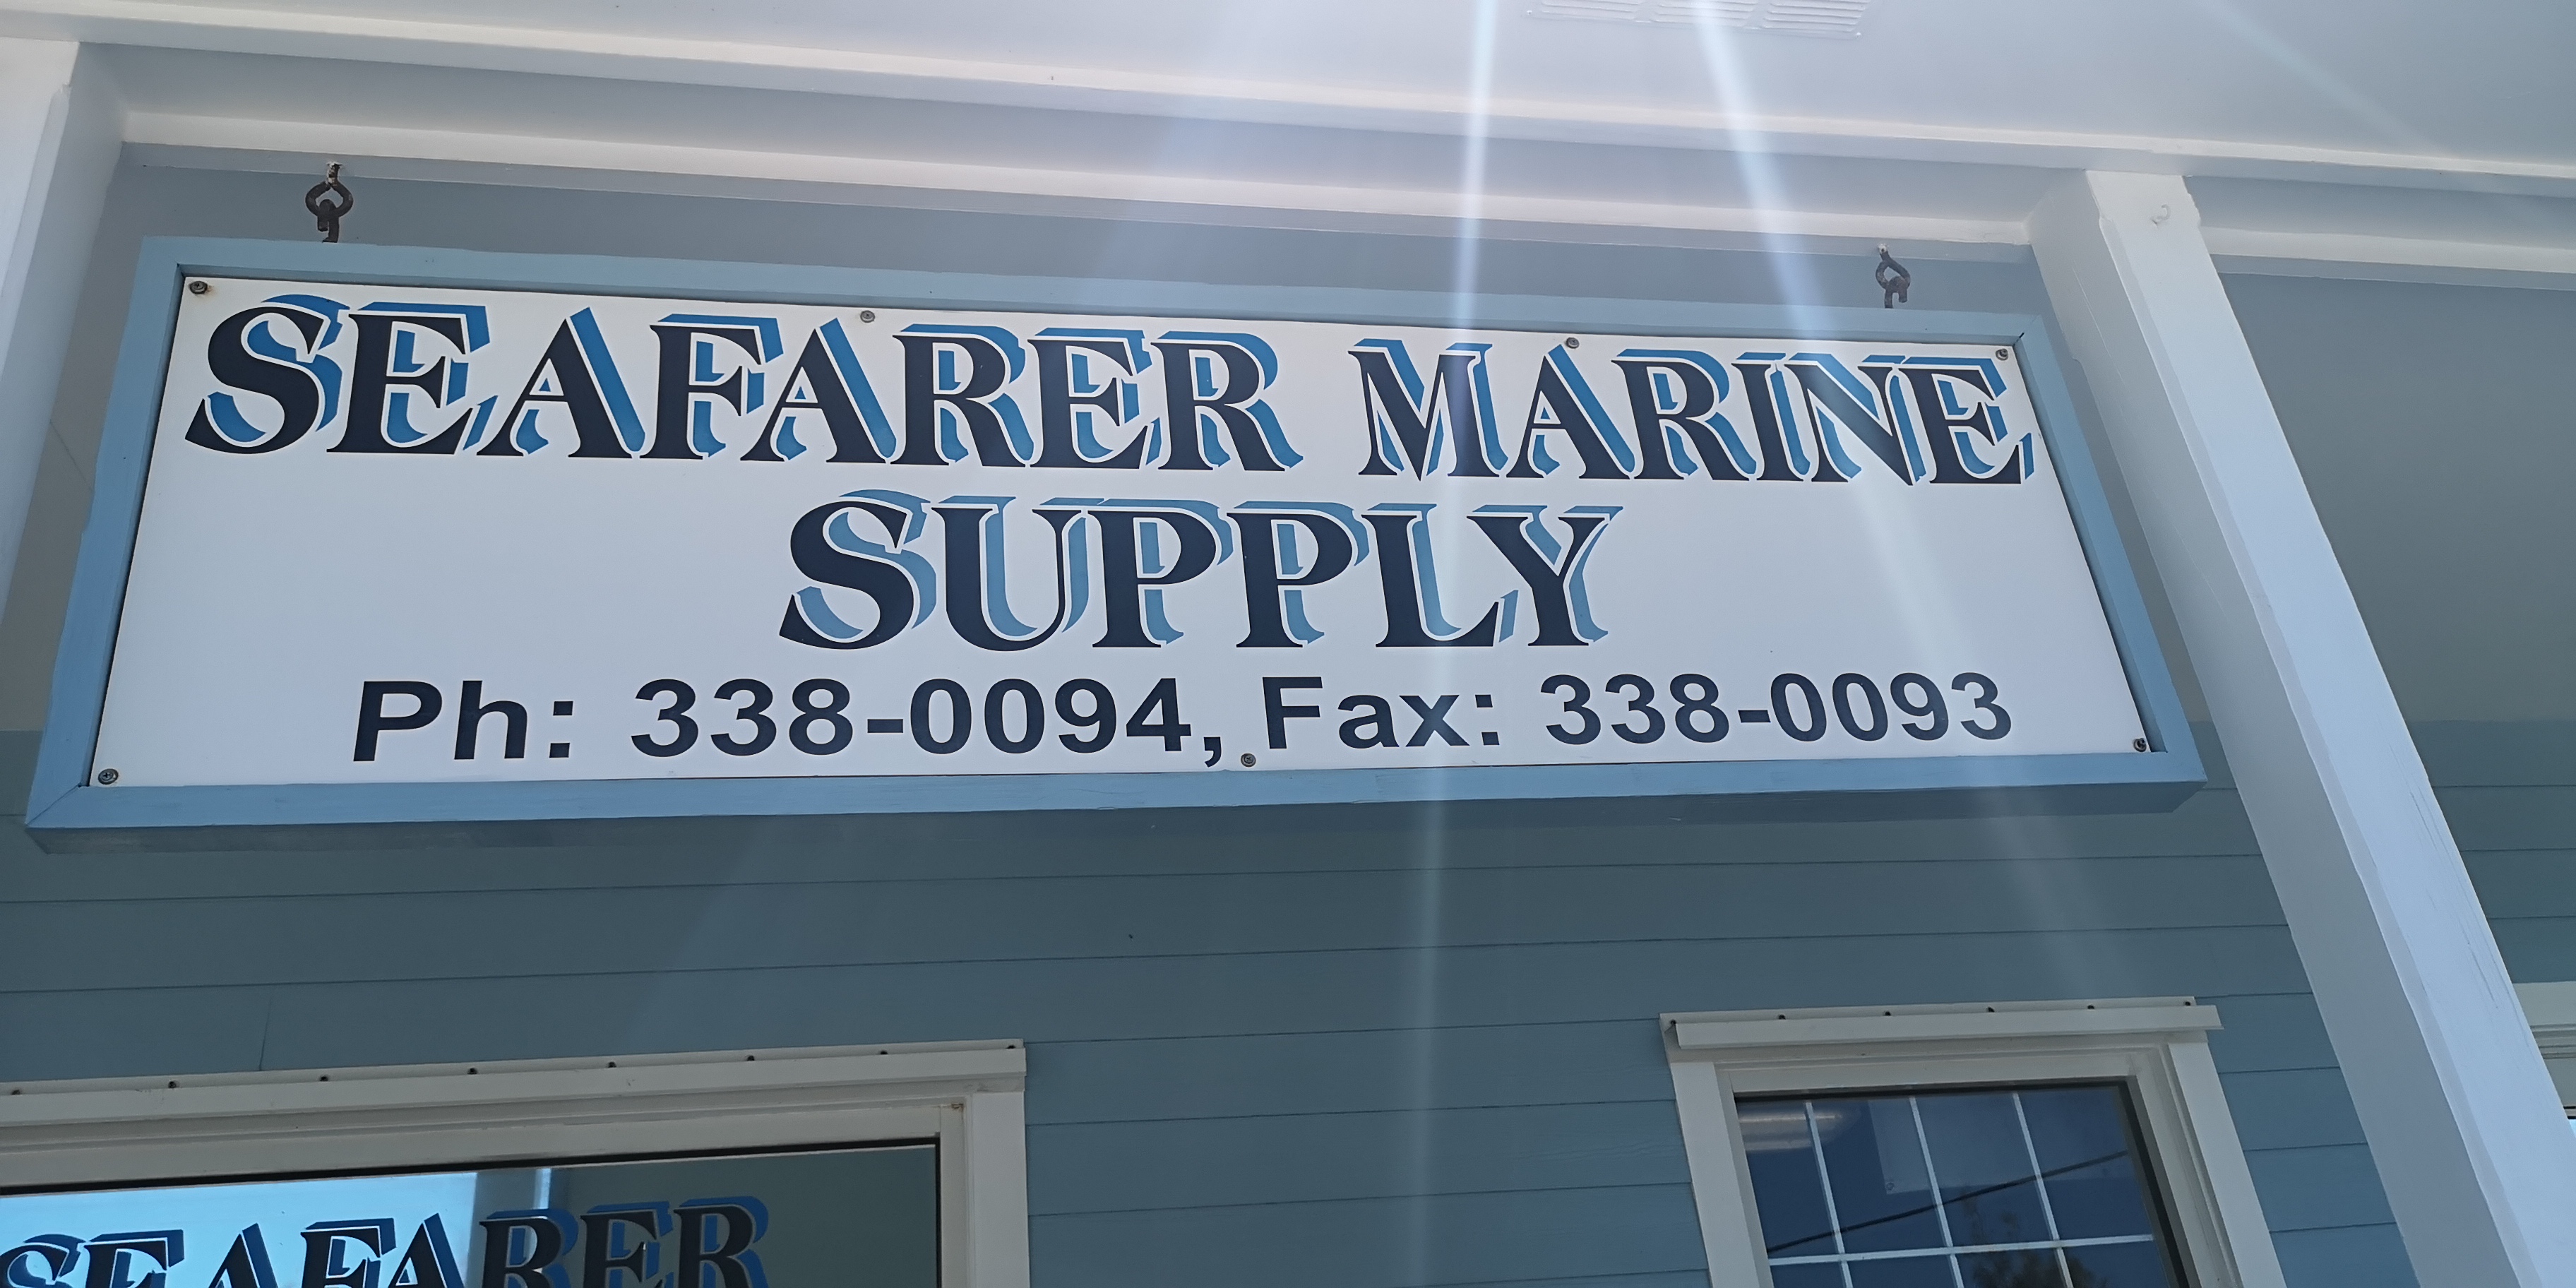 SEAFARER MARINE
SUPPLY
Ph: 338-0094, Fax: 338-0093
SEAFARER